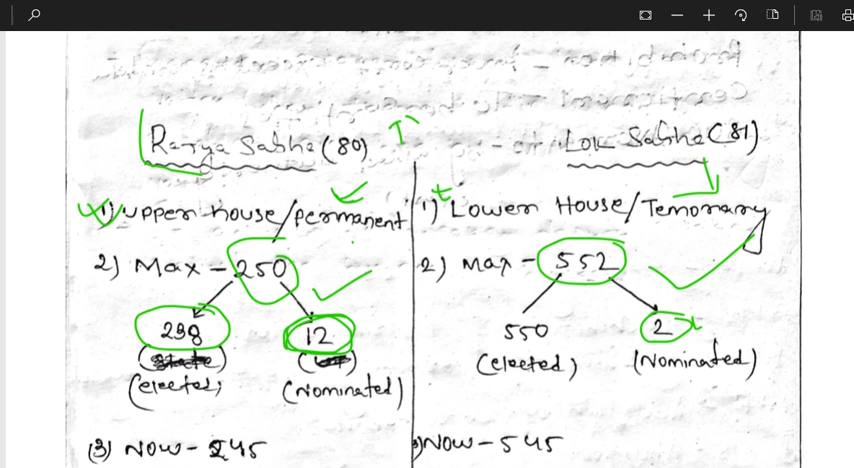 Rajya Sabha (80)
1) Upper house/permanent
2) Max - 250
238
12
(elected)
(Nominated)
(3) Now - 245
Lok Sabha (81)
1) Lower House/Temorary
2) Max - 552
550
2
(elected)
(Nominated)
3) Now - 545